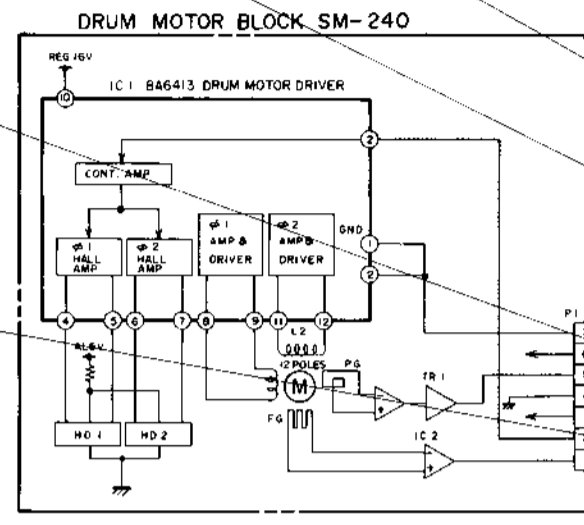 DRUM MOTOR BLOCK SM-240
REG 16V
IC 1 BA6413 DRUM MOTOR DRIVER
10
2
CONT. AMP
ø 1 HALL AMP
ø 2 HALL AMP
ø 1 AMP & DRIVER
ø 2 AMP & DRIVER
GND
1
2
4
5
6
7
8
9
11
12
L2
12 POLES
PG
M
TR 1
P1
FG
HD 1
HD 2
IC 2